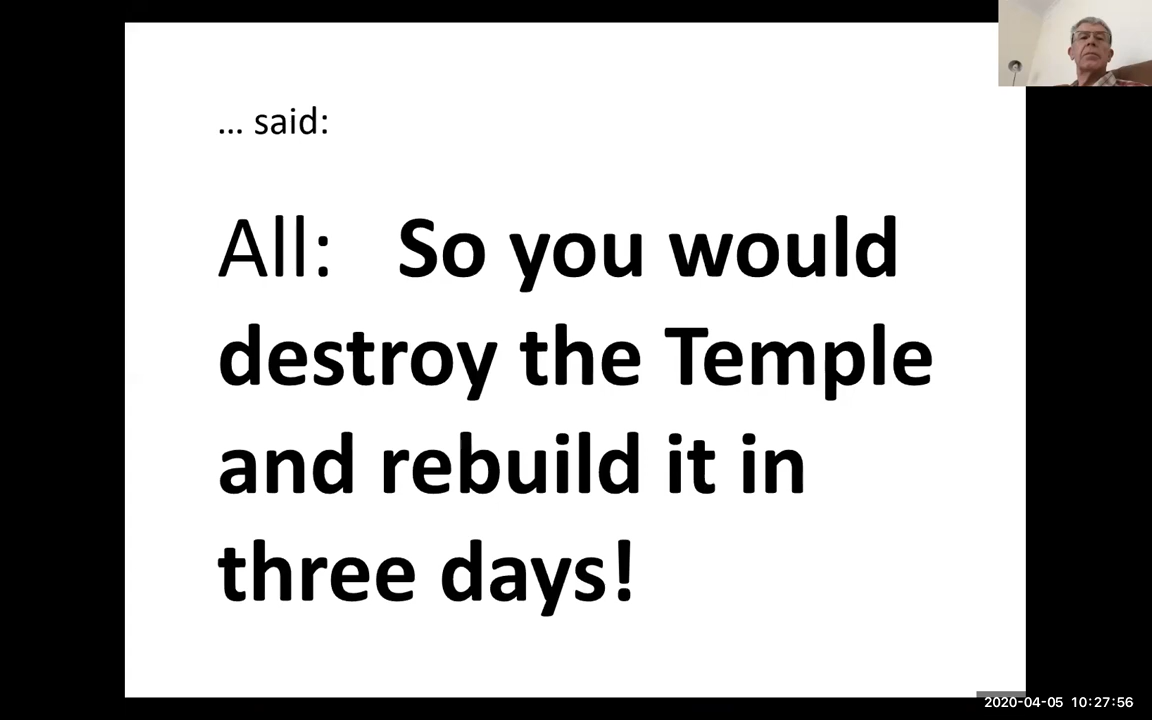 ... said:
All: So you would
destroy the Temple
and rebuild it in
three days!
2020-04-05 10:27:56